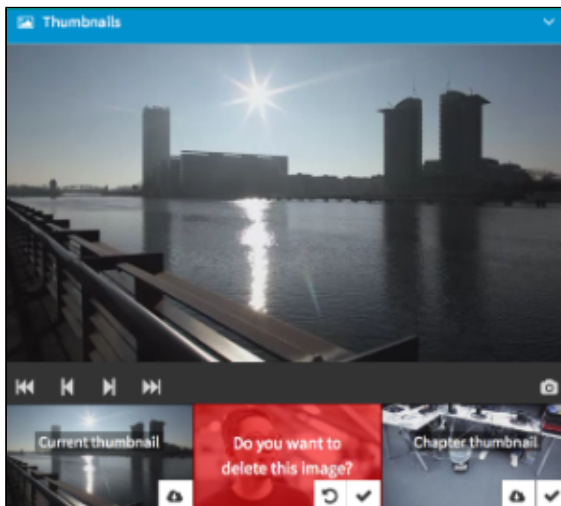 Thumbnails
Current thumbnail
Do you want to
delete this image?
Chapter thumbnail